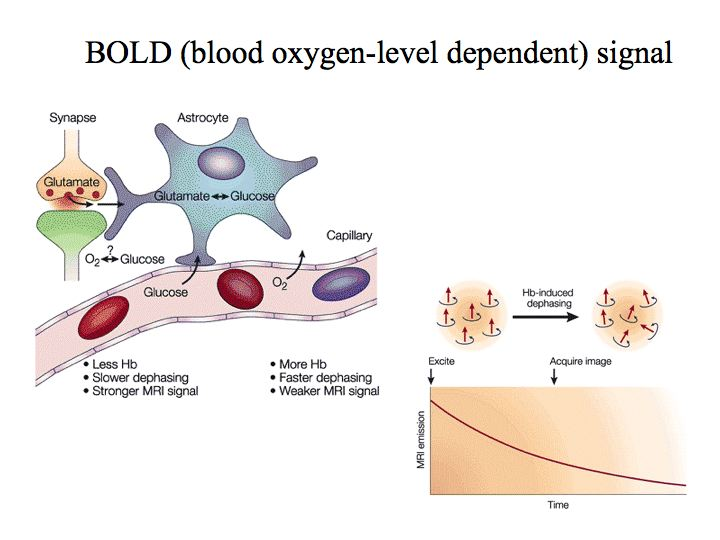 BOLD (blood oxygen-level dependent) signal
Synapse
Astrocyte
Glutamate
Glutamate Glucose
Capillary
?
O2 Glucose
Glucose
O2
• Less Hb
• Slower dephasing
• Stronger MRI signal
• More Hb
• Faster dephasing
• Weaker MRI signal
Hb-induced
dephasing
Excite
Acquire image
MRI emission
Time